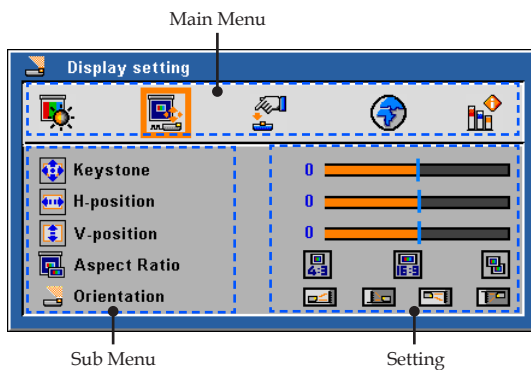 Main Menu
Display setting
Keystone 0
H-position 0
V-position 0
Aspect Ratio 4:3 16:9
Orientation
Sub Menu Setting